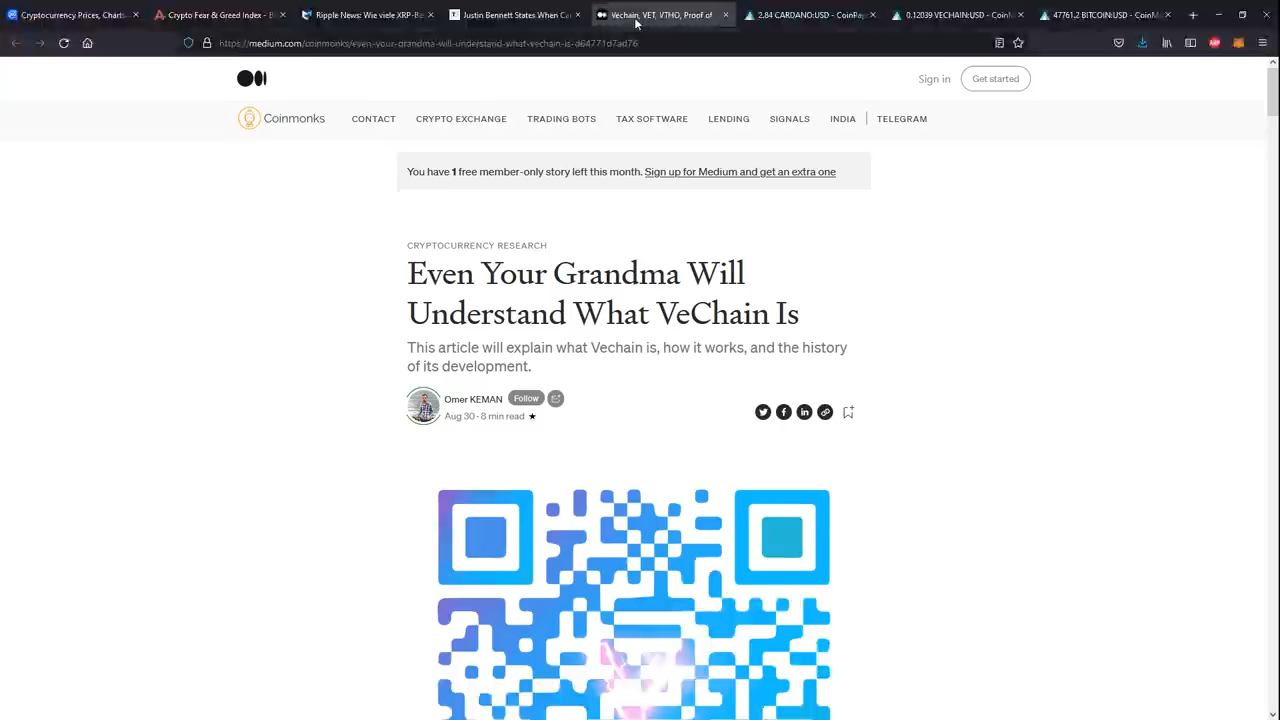 Cryptocurrency Prices, Charts
Crypto Fear & Greed Index - B
Ripple News: Wie viele XRP-Be
Justin Bennett States When Ca
Vechain, VET, VTHO, Proof of
2.84 CARDANO:USD - CoinPap
0.12039 VECHAIN:USD - CoinM
47761.2 BITCOIN:USD - CoinM
https://medium.com/coinmonks/even-your-grandma-will-understand-what-vechain-is-d64771d7ad76
Sign in
Get started
Coinmonks
CONTACT
CRYPTO EXCHANGE
TRADING BOTS
TAX SOFTWARE
LENDING
SIGNALS
INDIA
TELEGRAM
You have 1 free member-only story left this month. Sign up for Medium and get an extra one
CRYPTOCURRENCY RESEARCH
Even Your Grandma Will
Understand What VeChain Is
This article will explain what Vechain is, how it works, and the history
of its development.
Omer KEMAN
Follow
Aug 30 · 8 min read ★